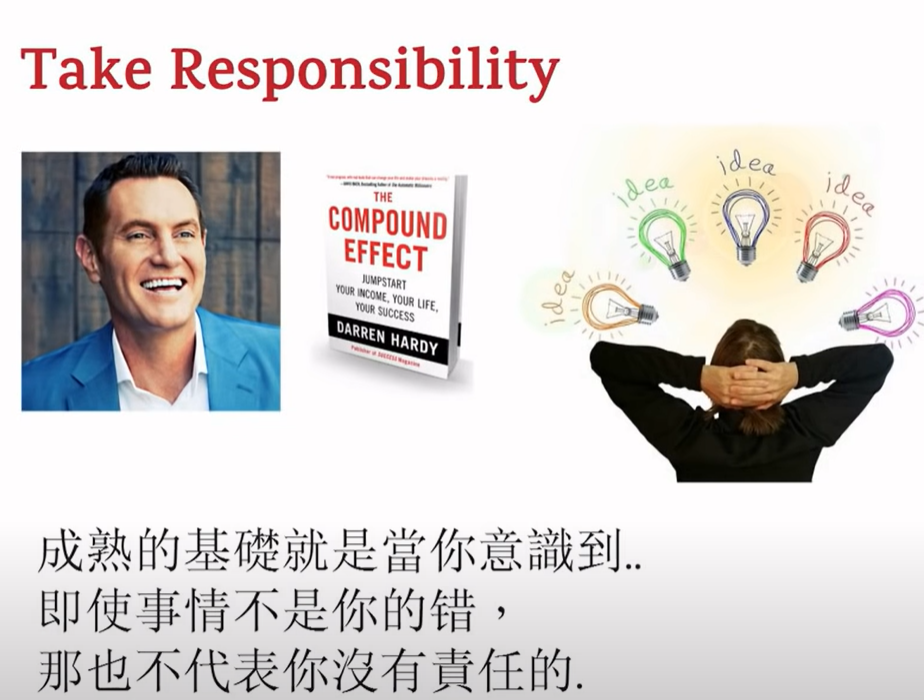 Take Responsibility
THE
COMPOUND
EFFECT
JUMPSTART
YOUR INCOME, YOUR LIFE,
YOUR SUCCESS
DARREN HARDY
Publisher of SUCCESS Magazine
idea
idea
idea
idea
成熟的基礎就是當你意識到..
即使事情不是你的错，
那也不代表你沒有責任的.